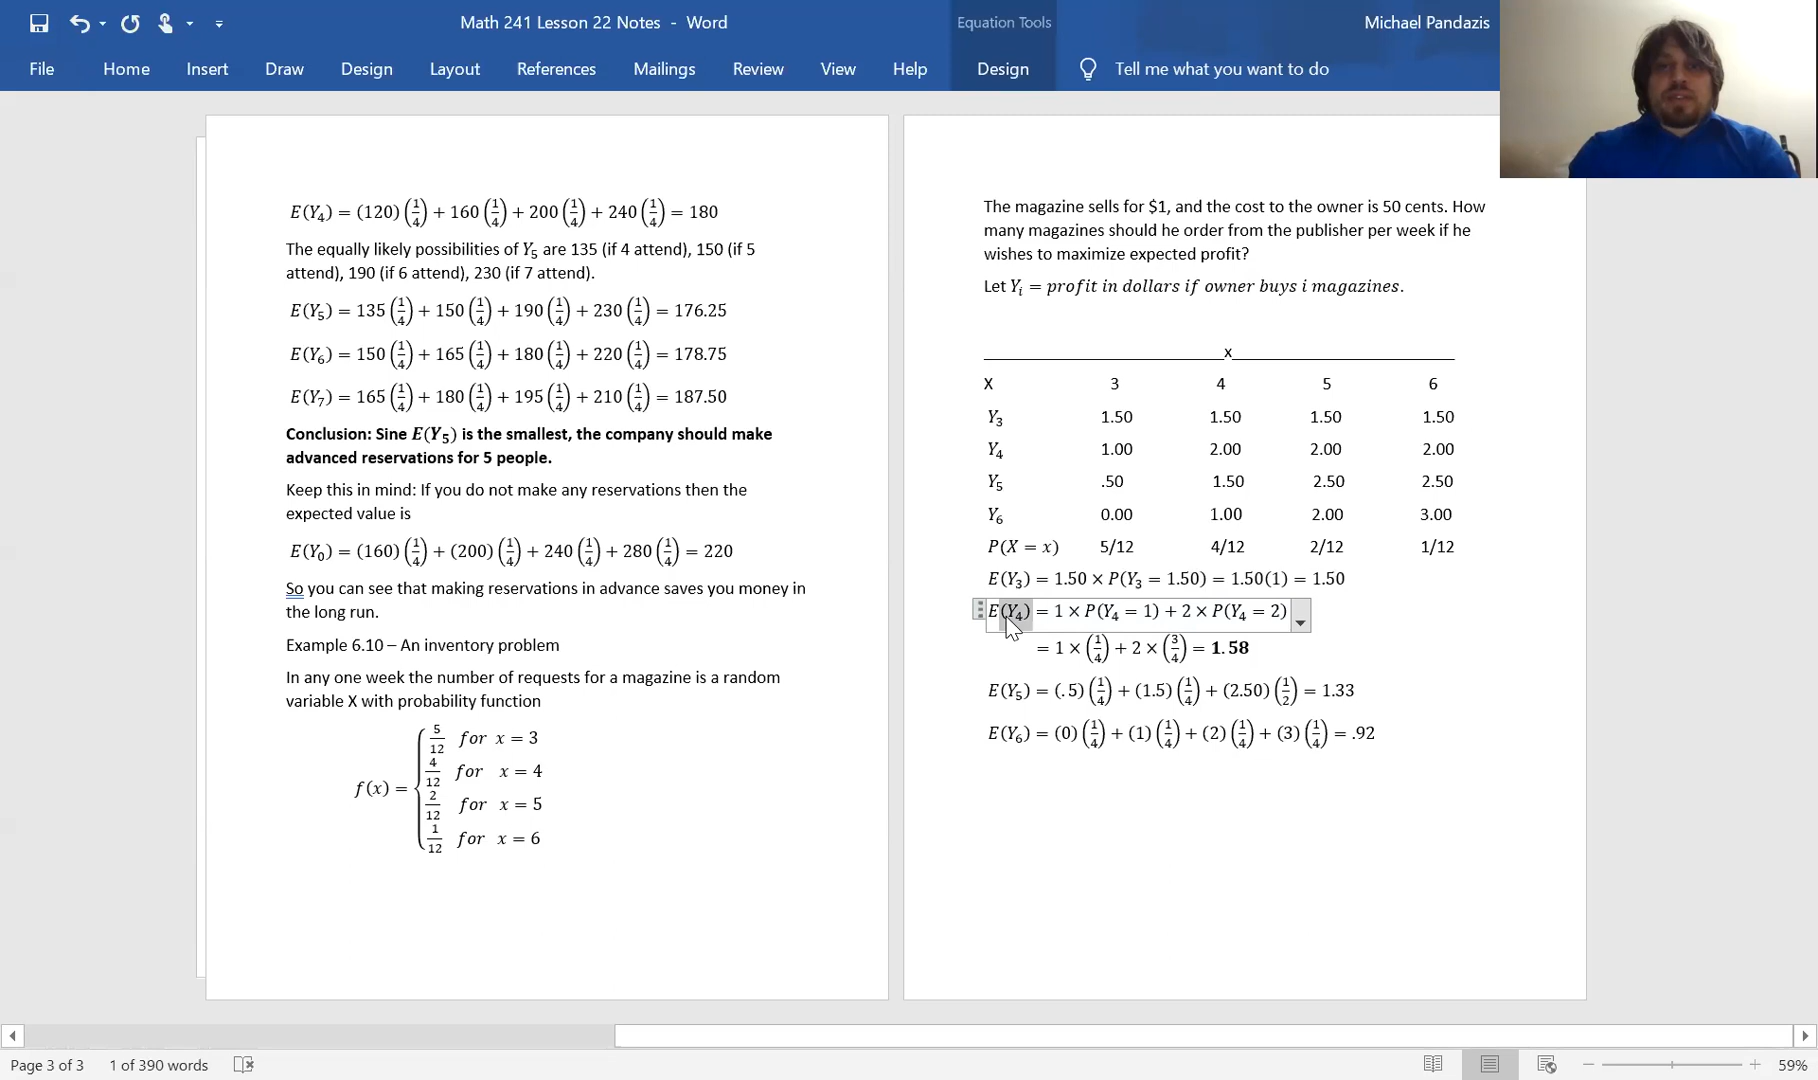 Math 241 Lesson 22 Notes - Word
Equation Tools
Michael Pandazis
File Home Insert Draw Design Layout References Mailings Review View Help Design Tell me what you want to do
E(Y₄) = (120)(1/4) + 160(1/4) + 200(1/4) + 240(1/4) = 180
The equally likely possibilities of Y₅ are 135 (if 4 attend), 150 (if 5
attend), 190 (if 6 attend), 230 (if 7 attend).
E(Y₅) = 135(1/4) + 150(1/4) + 190(1/4) + 230(1/4) = 176.25
E(Y₆) = 150(1/4) + 165(1/4) + 180(1/4) + 220(1/4) = 178.75
E(Y₇) = 165(1/4) + 180(1/4) + 195(1/4) + 210(1/4) = 187.50
Conclusion: Sine E(Y₅) is the smallest, the company should make
advanced reservations for 5 people.
Keep this in mind: If you do not make any reservations then the
expected value is
E(Y₀) = (160)(1/4) + (200)(1/4) + 240(1/4) + 280(1/4) = 220
So you can see that making reservations in advance saves you money in
the long run.
Example 6.10 – An inventory problem
In any one week the number of requests for a magazine is a random
variable X with probability function
f(x) =
5/12 for x = 3
4/12 for x = 4
2/12 for x = 5
1/12 for x = 6
The magazine sells for $1, and the cost to the owner is 50 cents. How
many magazines should he order from the publisher per week if he
wishes to maximize expected profit?
Let Yᵢ = profit in dollars if owner buys i magazines.
x
X 3 4 5 6
Y₃ 1.50 1.50 1.50 1.50
Y₄ 1.00 2.00 2.00 2.00
Y₅ .50 1.50 2.50 2.50
Y₆ 0.00 1.00 2.00 3.00
P(X = x) 5/12 4/12 2/12 1/12
E(Y₃) = 1.50 × P(Y₃ = 1.50) = 1.50(1) = 1.50
E(Y₄) = 1 × P(Y₄ = 1) + 2 × P(Y₄ = 2)
= 1 × (1/4) + 2 × (3/4) = 1.58
E(Y₅) = (.5)(1/4) + (1.5)(1/4) + (2.50)(1/2) = 1.33
E(Y₆) = (0)(1/4) + (1)(1/4) + (2)(1/4) + (3)(1/4) = .92
Page 3 of 3 1 of 390 words
59%